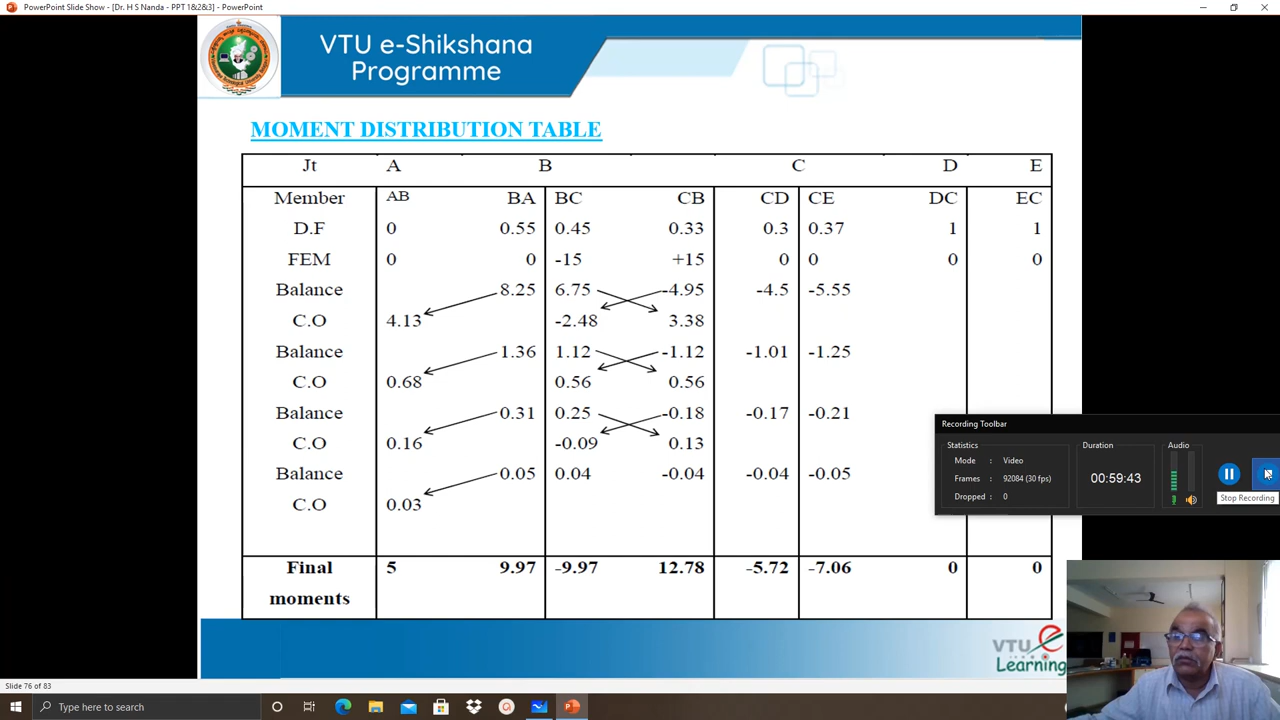 PowerPoint Slide Show - [Dr. H S Nanda - PPT 1&2&3] - PowerPoint
VTU e-Shikshana
Programme
MOMENT DISTRIBUTION TABLE
Jt A B C D E
Member AB BA BC CB CD CE DC EC
D.F 0 0.55 0.45 0.33 0.3 0.37 1 1
FEM 0 0 -15 +15 0 0 0 0
Balance 8.25 6.75 -4.95 -4.5 -5.55
C.O 4.13 -2.48 3.38
Balance 1.36 1.12 -1.12 -1.01 -1.25
C.O 0.68 0.56 0.56
Balance 0.31 0.25 -0.18 -0.17 -0.21
C.O 0.16 -0.09 0.13
Balance 0.05 0.04 -0.04 -0.04 -0.05
C.O 0.03
Final 5 9.97 -9.97 12.78 -5.72 -7.06 0 0
moments
Recording Toolbar
Statistics Duration Audio
Mode : Video
Frames : 92084 (30 fps)
Dropped : 0
00:59:43
Stop Recording
VTU e
Learning
Slide 76 of 83
Type here to search